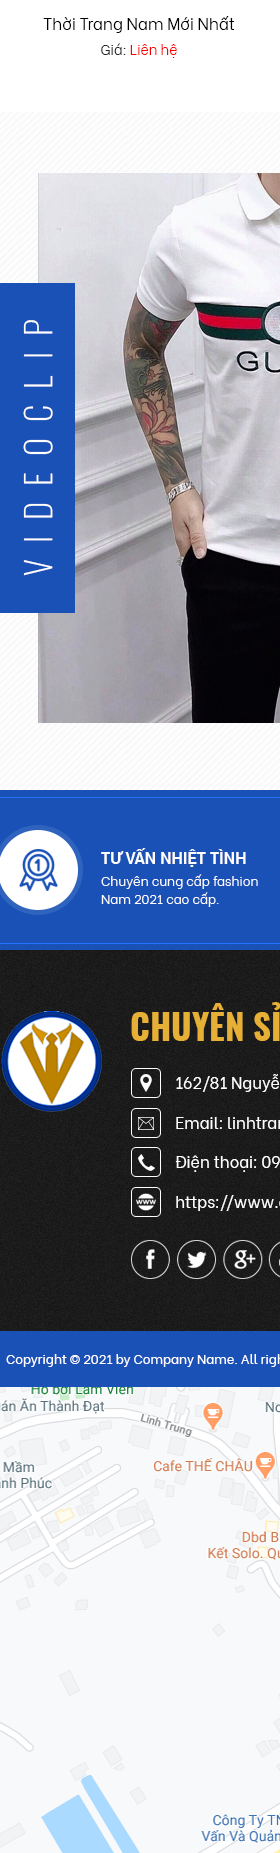 Thời Trang Nam Mới Nhất
Giá: Liên hệ
VIDEOCLIP
GU
TƯ VẤN NHIỆT TÌNH
Chuyên cung cấp fashion
Nam 2021 cao cấp.
CHUYÊN SỈ
162/81 Nguyễ
Email: linhtra
Điện thoại: 09
https://www.
Copyright © 2021 by Company Name. All righ
Hồ bơi Lâm Viên
án Ăn Thành Đạt
Linh Trung
Mầm
nh Phúc
Cafe THẾ CHÂU
Dbd B
Kết Solo. Qu
Công Ty TN
Vấn Và Quản